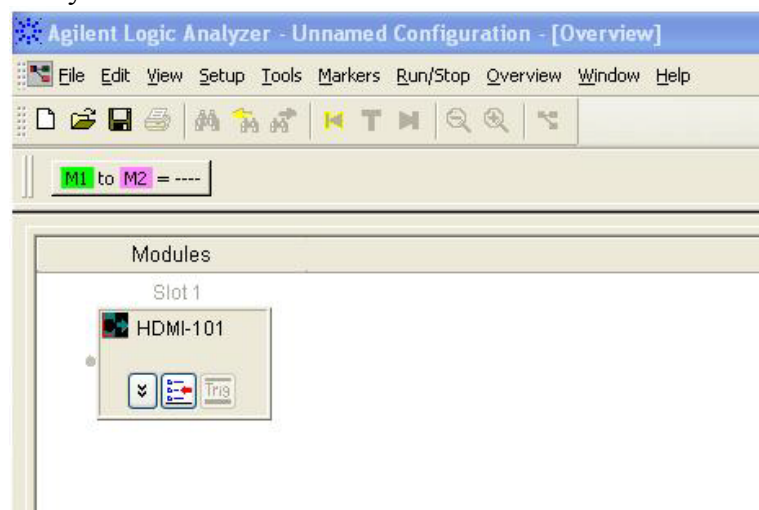 Agilent Logic Analyzer - Unnamed Configuration - [Overview]
File Edit View Setup Tools Markers Run/Stop Overview Window Help
T
M1 to M2 = ----
Modules
Slot 1
HDMI-101
Trig